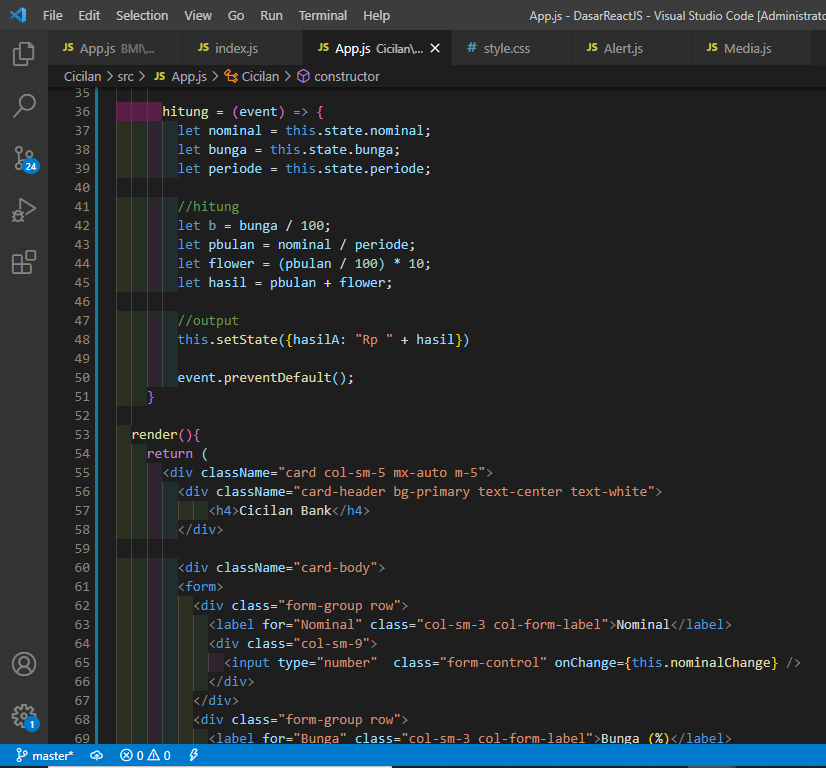 File Edit Selection View Go Run Terminal Help App.js - DasarReactJS - Visual Studio Code [Administrato
JS App.js BMI\... JS index.js JS App.js Cicilan\... × # style.css JS Alert.js JS Media.js
Cicilan > src > JS App.js > Cicilan > constructor
35
36 hitung = (event) => {
37 let nominal = this.state.nominal;
38 let bunga = this.state.bunga;
39 let periode = this.state.periode;
40
41 //hitung
42 let b = bunga / 100;
43 let pbulan = nominal / periode;
44 let flower = (pbulan / 100) * 10;
45 let hasil = pbulan + flower;
46
47 //output
48 this.setState({hasilA: "Rp " + hasil})
49
50 event.preventDefault();
51 }
52
53 render(){
54 return (
55 <div className="card col-sm-5 mx-auto m-5">
56 <div className="card-header bg-primary text-center text-white">
57 <h4>Cicilan Bank</h4>
58 </div>
59
60 <div className="card-body">
61 <form>
62 <div class="form-group row">
63 <label for="Nominal" class="col-sm-3 col-form-label">Nominal</label>
64 <div class="col-sm-9">
65 <input type="number"  class="form-control" onChange={this.nominalChange} />
66 </div>
67 </div>
68 <div class="form-group row">
69 <label for="Bunga" class="col-sm-3 col-form-label">Bunga (%)</label>
24
1
master* 0 0